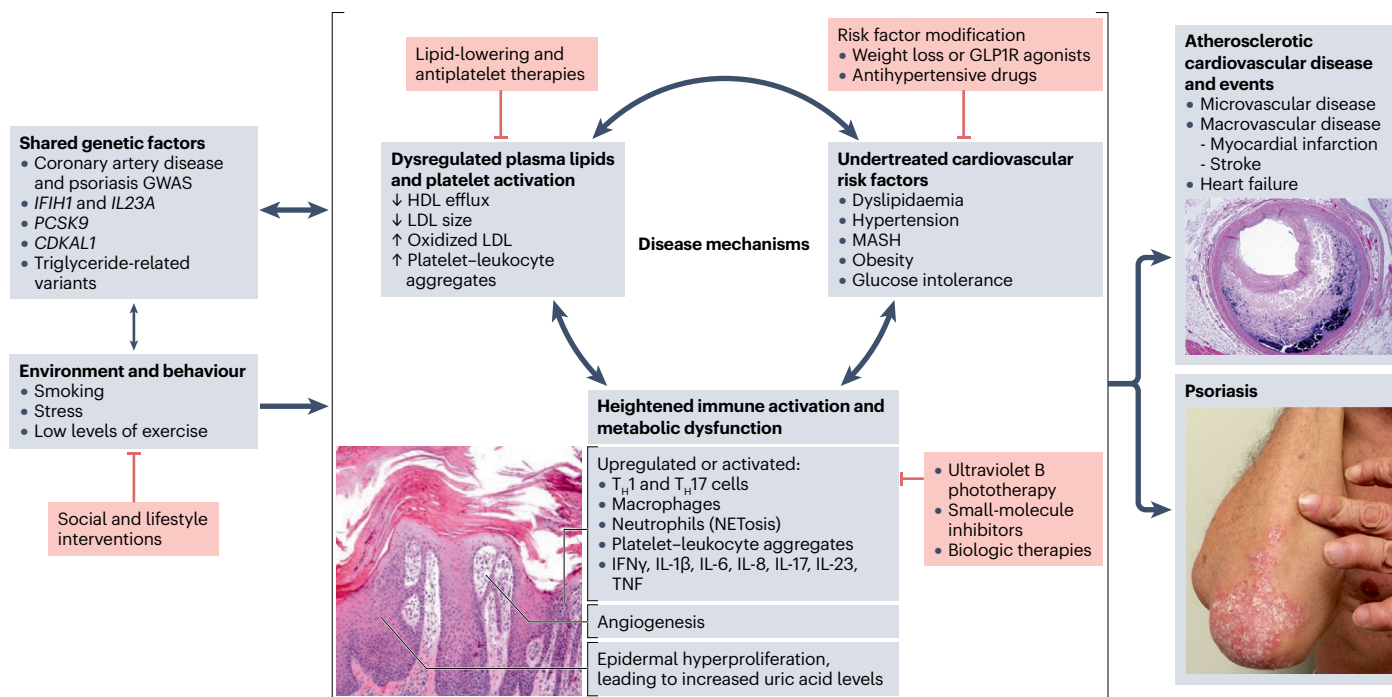 Shared genetic factors
• Coronary artery disease
and psoriasis GWAS
• IFIH1 and IL23A
• PCSK9
• CDKAL1
• Triglyceride-related
variants
Environment and behaviour
• Smoking
• Stress
• Low levels of exercise
Social and lifestyle
interventions
Lipid-lowering and
antiplatelet therapies
Dysregulated plasma lipids
and platelet activation
↓ HDL efflux
↓ LDL size
↑ Oxidized LDL
↑ Platelet–leukocyte
aggregates
Disease mechanisms
Risk factor modification
• Weight loss or GLP1R agonists
• Antihypertensive drugs
Undertreated cardiovascular
risk factors
• Dyslipidaemia
• Hypertension
• MASH
• Obesity
• Glucose intolerance
Heightened immune activation and
metabolic dysfunction
Upregulated or activated:
• TH1 and TH17 cells
• Macrophages
• Neutrophils (NETosis)
• Platelet–leukocyte aggregates
• IFNγ, IL-1β, IL-6, IL-8, IL-17, IL-23,
TNF
Angiogenesis
Epidermal hyperproliferation,
leading to increased uric acid levels
• Ultraviolet B
phototherapy
• Small-molecule
inhibitors
• Biologic therapies
Atherosclerotic
cardiovascular disease
and events
• Microvascular disease
• Macrovascular disease
- Myocardial infarction
- Stroke
• Heart failure
Psoriasis